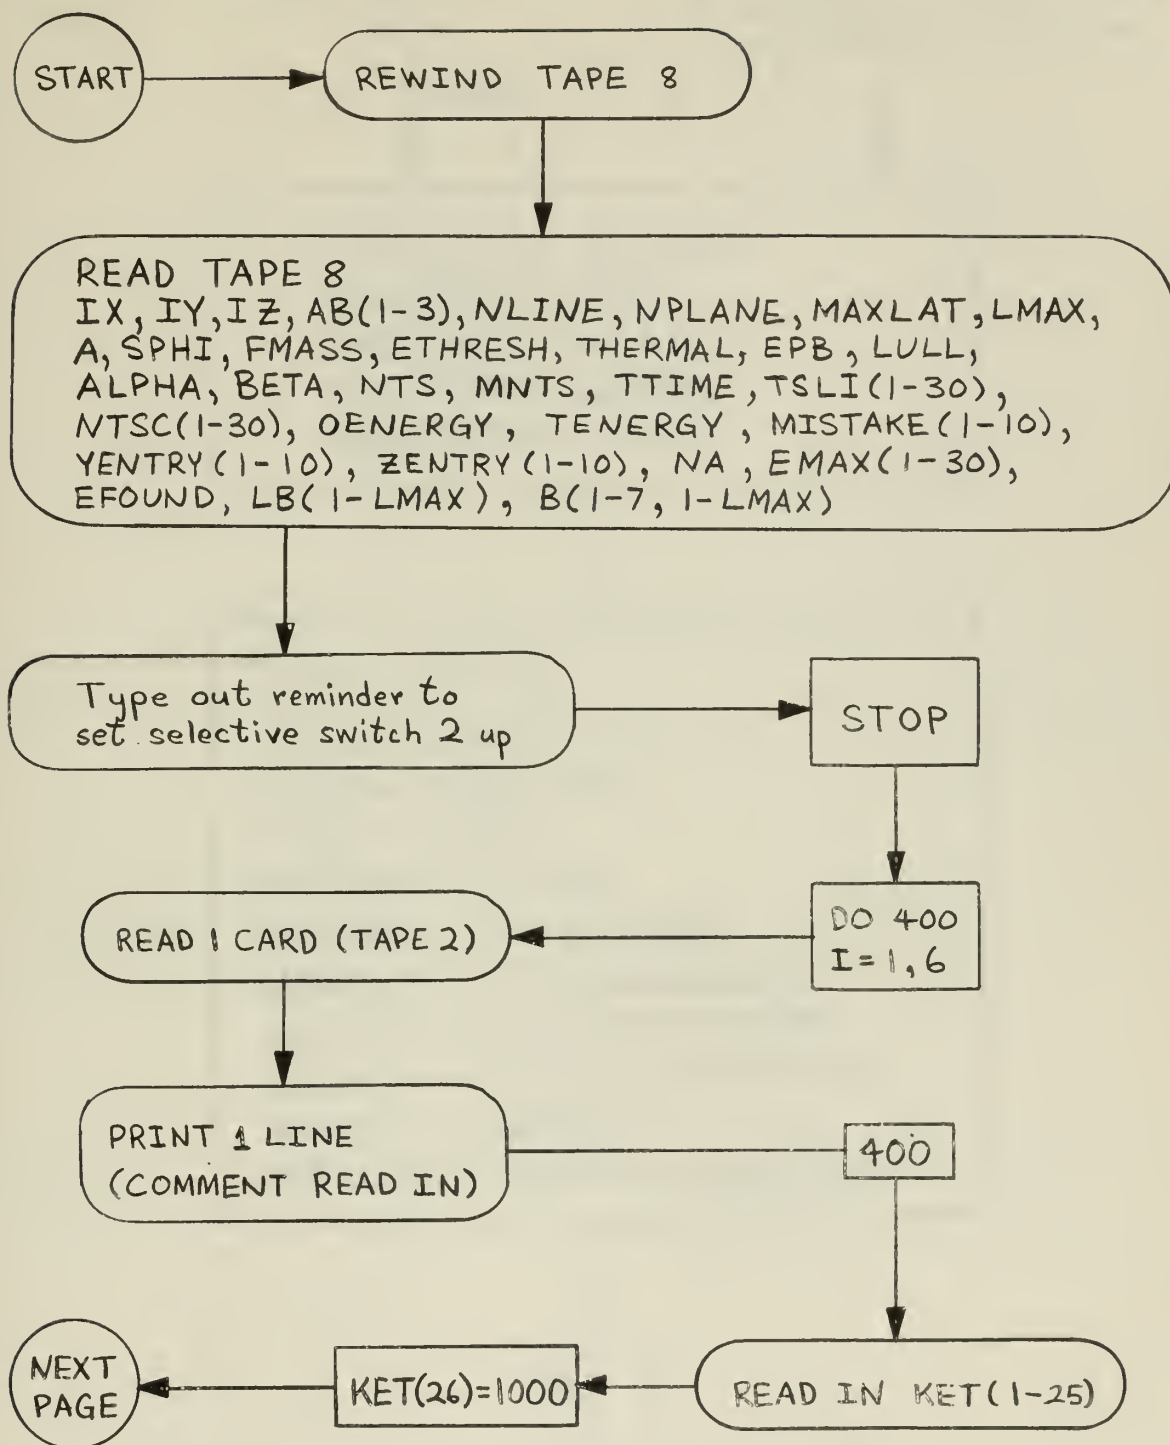 START
REWIND TAPE 8
READ TAPE 8
IX, IY, IZ, AB(1-3), NLINE, NPLANE, MAXLAT, LMAX,
A, SPHI, FMASS, ETHRESH, THERMAL, EPB, LULL,
ALPHA, BETA, NTS, MNTS, TTIME, TSLI(1-30),
NTSC(1-30), OENERGY, TENERGY, MISTAKE(1-10),
YENTRY(1-10), ZENTRY(1-10), NA, EMAX(1-30),
EFOUND, LB(1-LMAX), B(1-7, 1-LMAX)
Type out reminder to
set selective switch 2 up
STOP
DO 400
I=1,6
READ 1 CARD (TAPE 2)
PRINT 1 LINE
(COMMENT READ IN)
400
READ IN KET(1-25)
KET(26)=1000
NEXT
PAGE